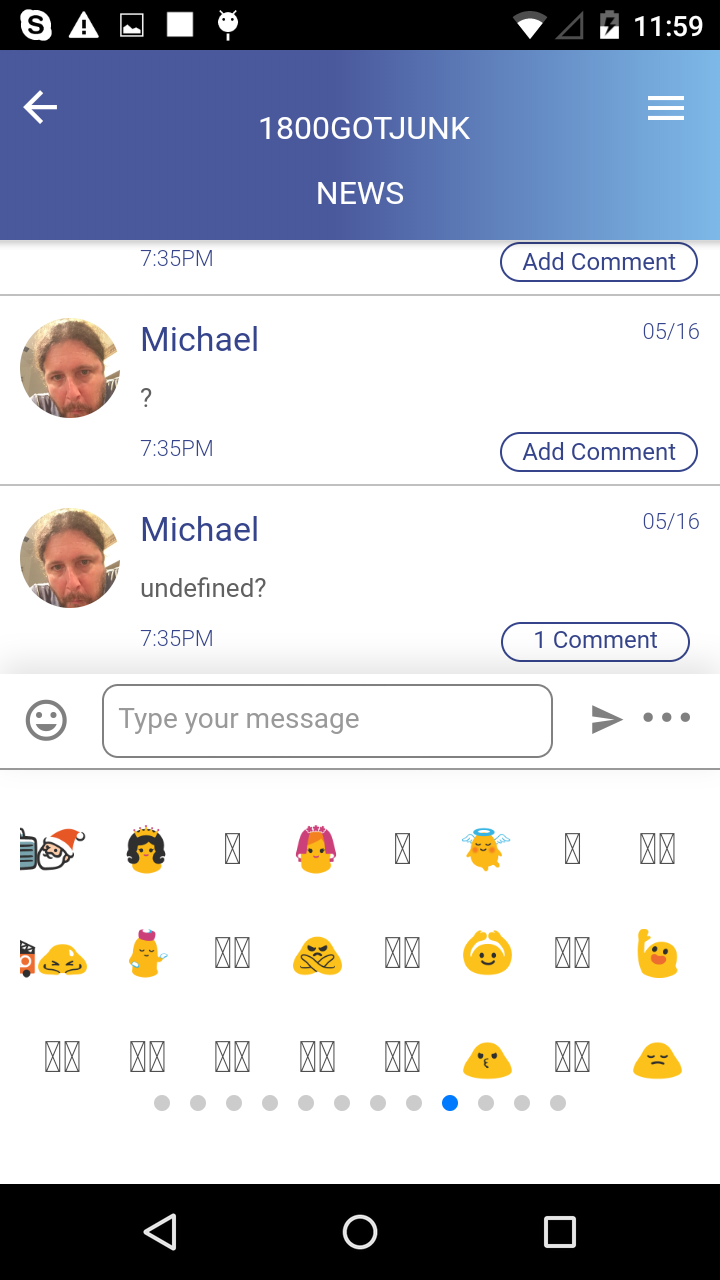 11:59
1800GOTJUNK
NEWS
7:35PM
Add Comment
Michael
05/16
?
7:35PM
Add Comment
Michael
05/16
undefined?
7:35PM
1 Comment
Type your message